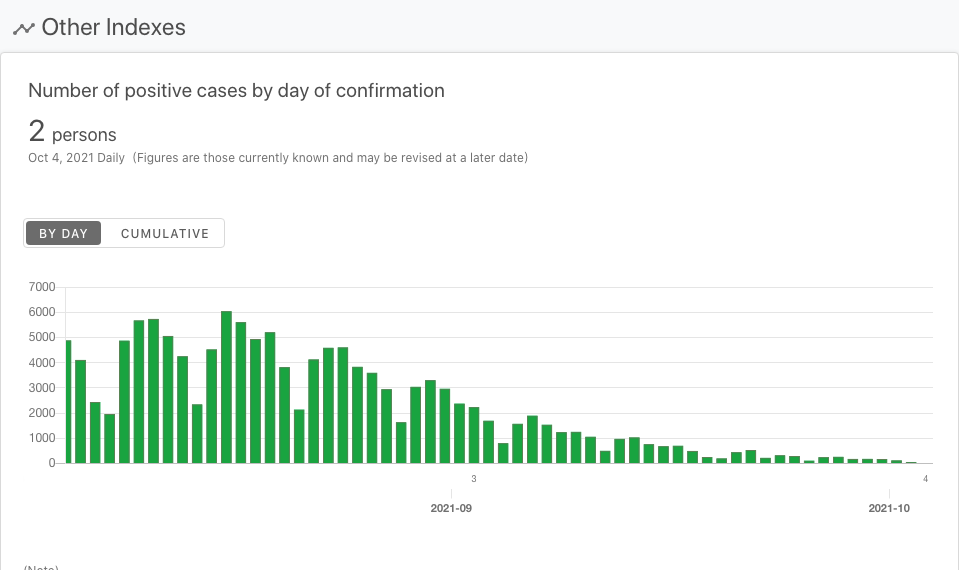 Other Indexes
Number of positive cases by day of confirmation
2 persons
Oct 4, 2021 Daily (Figures are those currently known and may be revised at a later date)
BY DAY CUMULATIVE
7000
6000
5000
4000
3000
2000
1000
0
3 4
2021-09 2021-10
(Note)